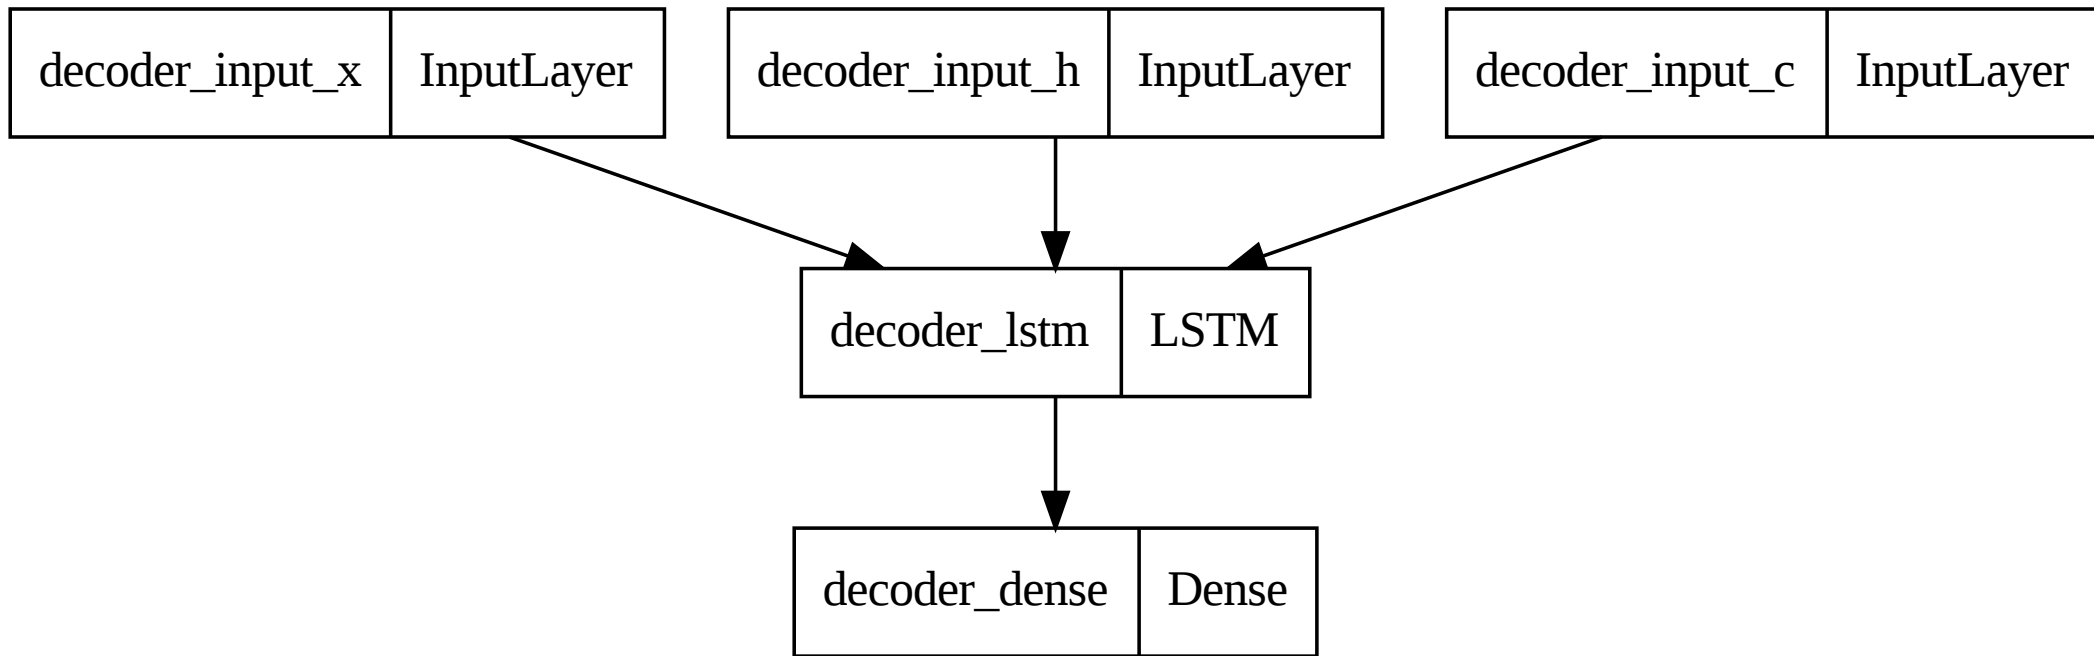 decoder_input_x InputLayer decoder_input_h InputLayer decoder_input_c InputLayer
decoder_lstm LSTM
decoder_dense Dense